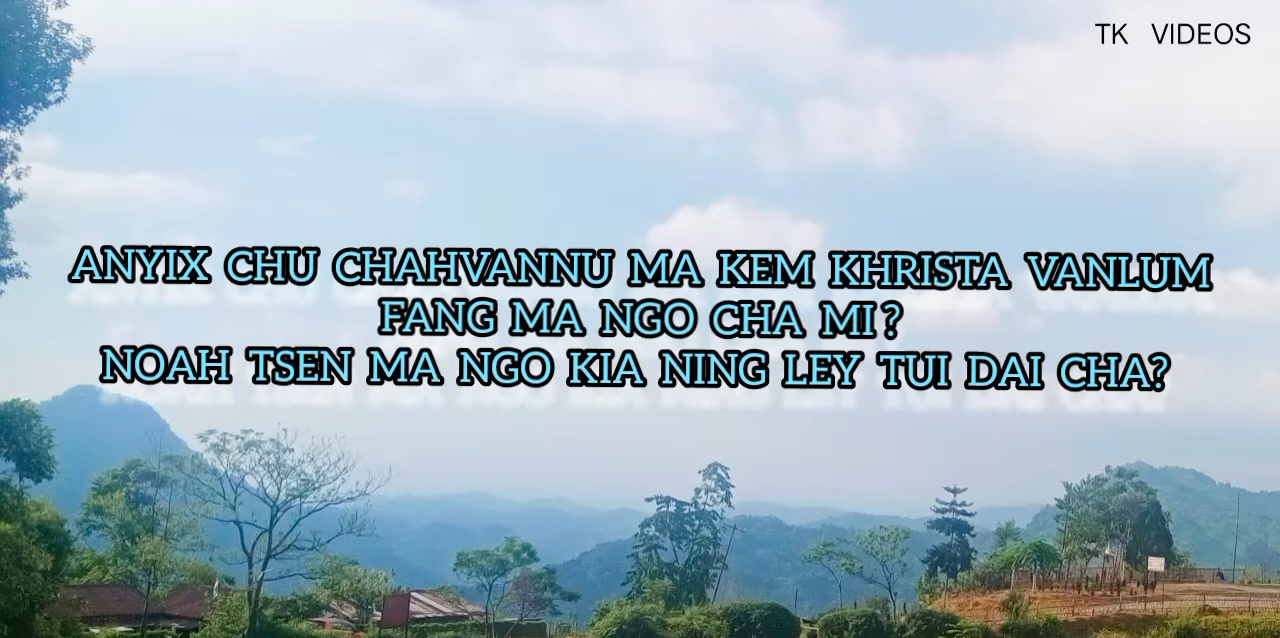 TK VIDEOS
ANYIX CHU CHAHVANNU MA KEM KHRISTA VANLUM
FANG MA NGO CHA MI?
NOAH TSEN MA NGO KIA NING LEY TUI DAI CHA?